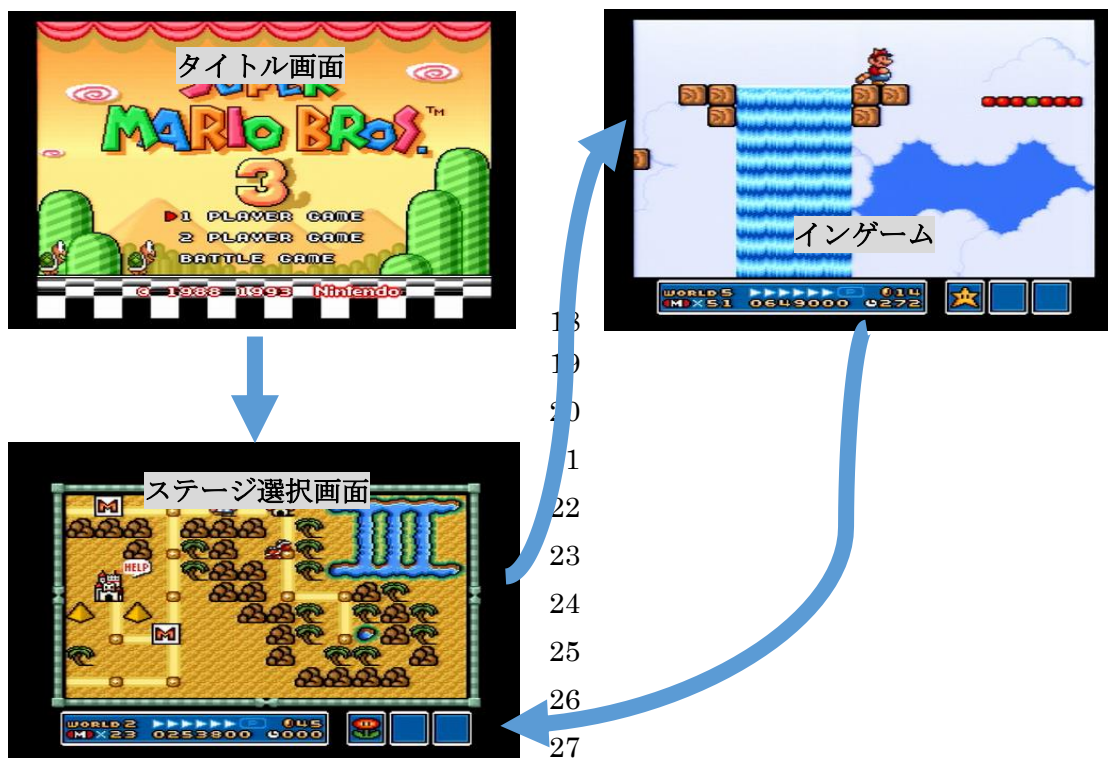 タイトル画面
SUPER
MARIO BROS.™
3
1 PLAYER GAME
2 PLAYER GAME
BATTLE GAME
© 1988 1993 Nintendo
インゲーム
WORLD 5 P 14
M×51 0649000 272
18
19
20
1
22
23
24
25
26
27
ステージ選択画面
M
HELP
M
WORLD 2 P 45
M×23 0253800 000